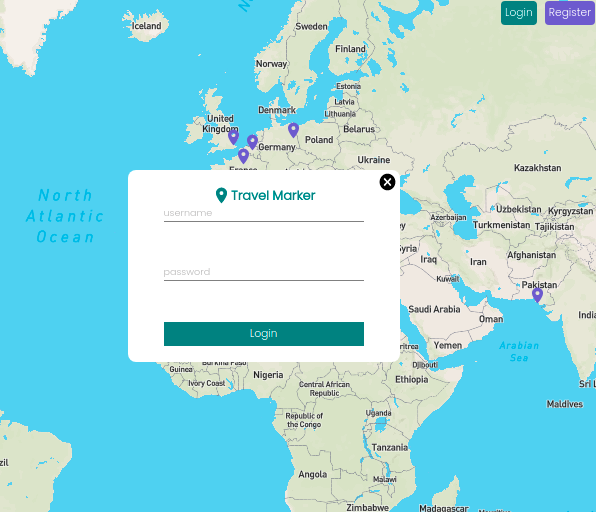 Login
Register
Iceland
Sweden
Finland
Norway
Estonia
Latvia
Denmark
Lithuania
United
Kingdom
Belarus
Poland
Germany
Ukraine
France
Kazakhstan
Travel Marker
username
password
Login
North
Atlantic
Ocean
Uzbekistan
Kyrgyzstan
Azerbaijan
Turkmenistan
Tajikistan
Syria
Afghanistan
Iraq
Iran
Kuwait
Pakistan
Saudi Arabia
Oman
India
Yemen
Arabian
Sea
Eritrea
Djibouti
Burkina Faso
Guinea
Nigeria
Ivory Coast
Ethiopia
Central African
Republic
Sri L
Maldives
Uganda
Republic of
the Congo
Tanzania
zil
Angola
Malawi
Zimbabwe
Madagascar